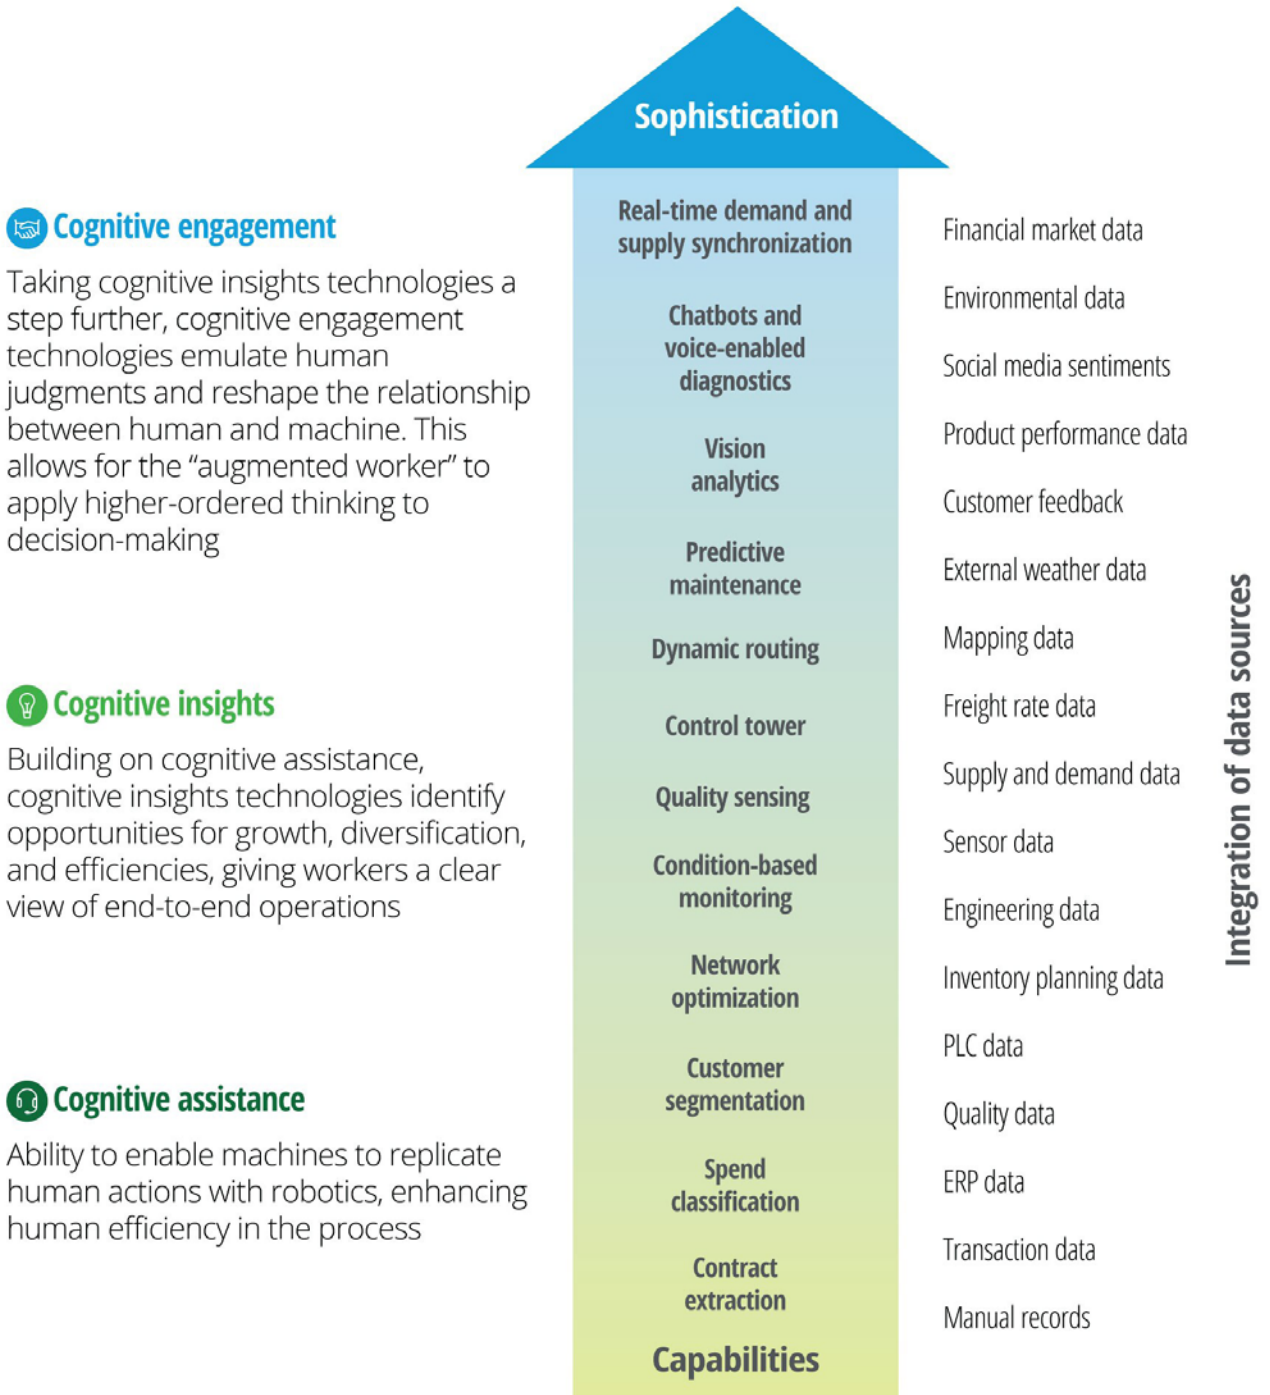 Sophistication
Cognitive engagement
Taking cognitive insights technologies a
step further, cognitive engagement
technologies emulate human
judgments and reshape the relationship
between human and machine. This
allows for the “augmented worker” to
apply higher-ordered thinking to
decision-making
Cognitive insights
Building on cognitive assistance,
cognitive insights technologies identify
opportunities for growth, diversification,
and efficiencies, giving workers a clear
view of end-to-end operations
Cognitive assistance
Ability to enable machines to replicate
human actions with robotics, enhancing
human efficiency in the process
Real-time demand and
supply synchronization
Chatbots and
voice-enabled
diagnostics
Vision
analytics
Predictive
maintenance
Dynamic routing
Control tower
Quality sensing
Condition-based
monitoring
Network
optimization
Customer
segmentation
Spend
classification
Contract
extraction
Capabilities
Financial market data
Environmental data
Social media sentiments
Product performance data
Customer feedback
External weather data
Mapping data
Freight rate data
Supply and demand data
Sensor data
Engineering data
Inventory planning data
PLC data
Quality data
ERP data
Transaction data
Manual records
Integration of data sources